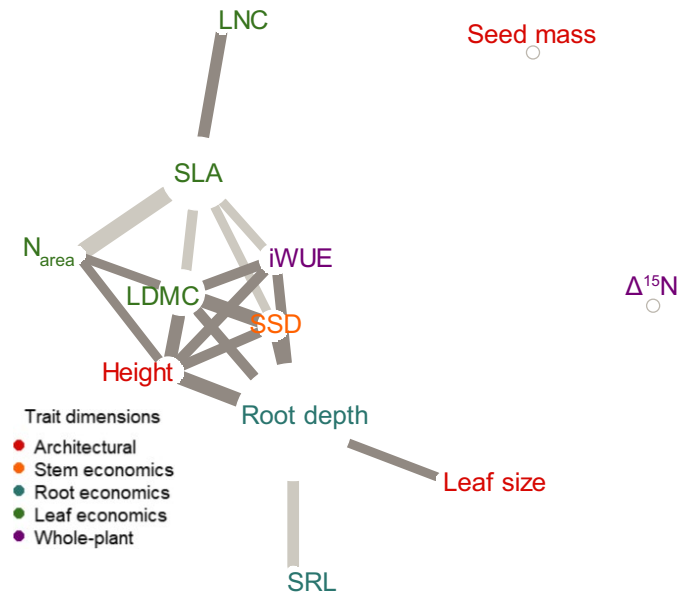 LNC
Seed mass
SLA
N_area
iWUE
Δ¹⁵N
LDMC
SSD
Height
Root depth
Trait dimensions
Architectural
Stem economics
Root economics
Leaf economics
Whole-plant
Leaf size
SRL